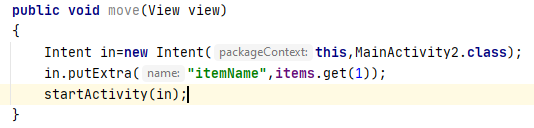 public void move(View view)
{
Intent in=new Intent( packageContext: this,MainActivity2.class);
in.putExtra( name: "itemName",items.get(1));
startActivity(in);
}